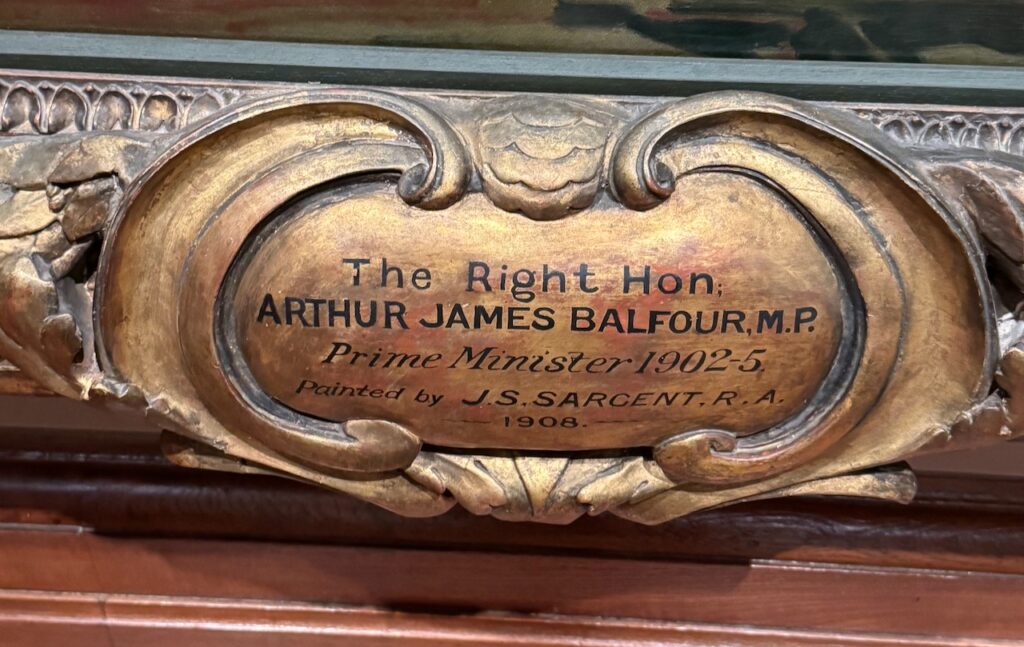 The Right Hon;
ARTHUR JAMES BALFOUR, M.P.
Prime Minister 1902-5.
Painted by J.S. SARGENT, R.A.
1908.